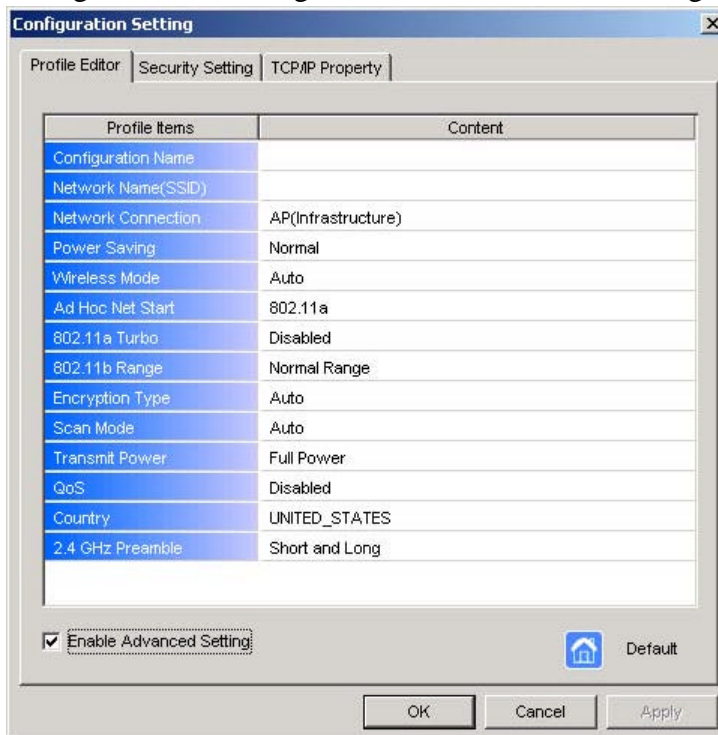 Configuration Setting
Profile Editor Security Setting TCP/IP Property
Profile Items Content
Configuration Name
Network Name(SSID)
Network Connection AP(Infrastructure)
Power Saving Normal
Wireless Mode Auto
Ad Hoc Net Start 802.11a
802.11a Turbo Disabled
802.11b Range Normal Range
Encryption Type Auto
Scan Mode Auto
Transmit Power Full Power
QoS Disabled
Country UNITED_STATES
2.4 GHz Preamble Short and Long
Enable Advanced Setting Default
OK Cancel Apply